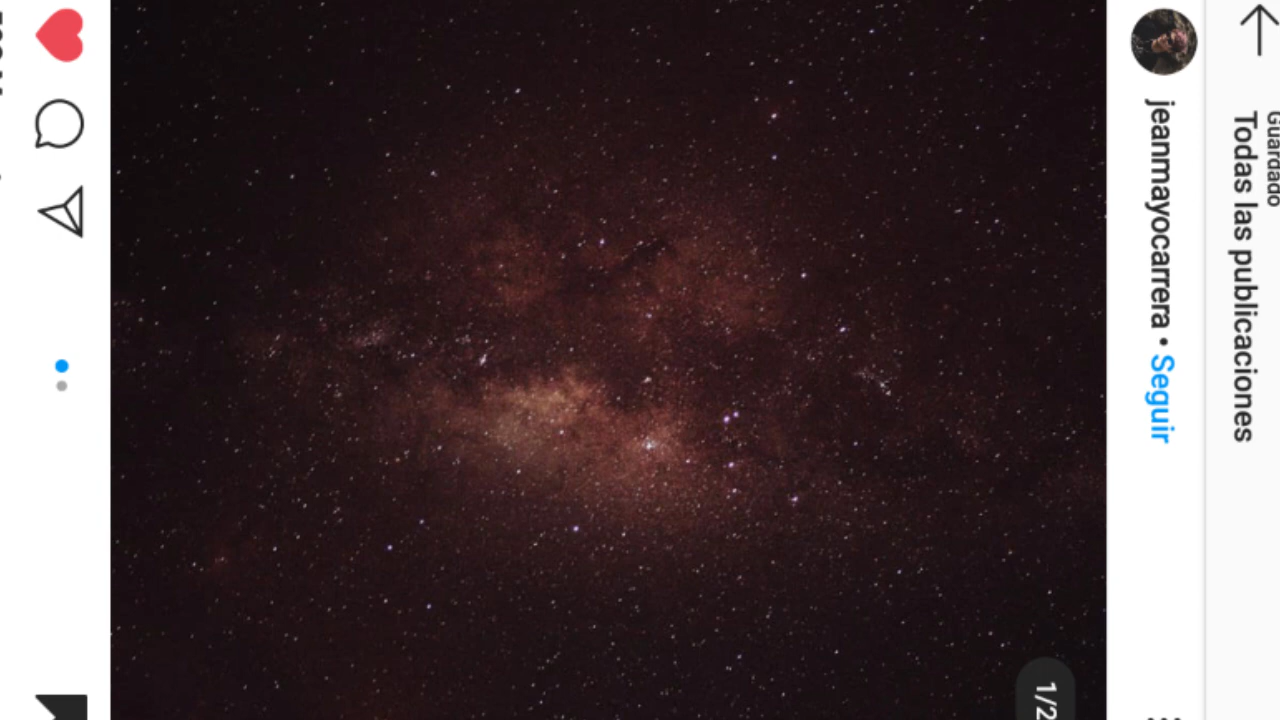 Guardado
Todas las publicaciones
jeanmayocarrera • Seguir
1/2